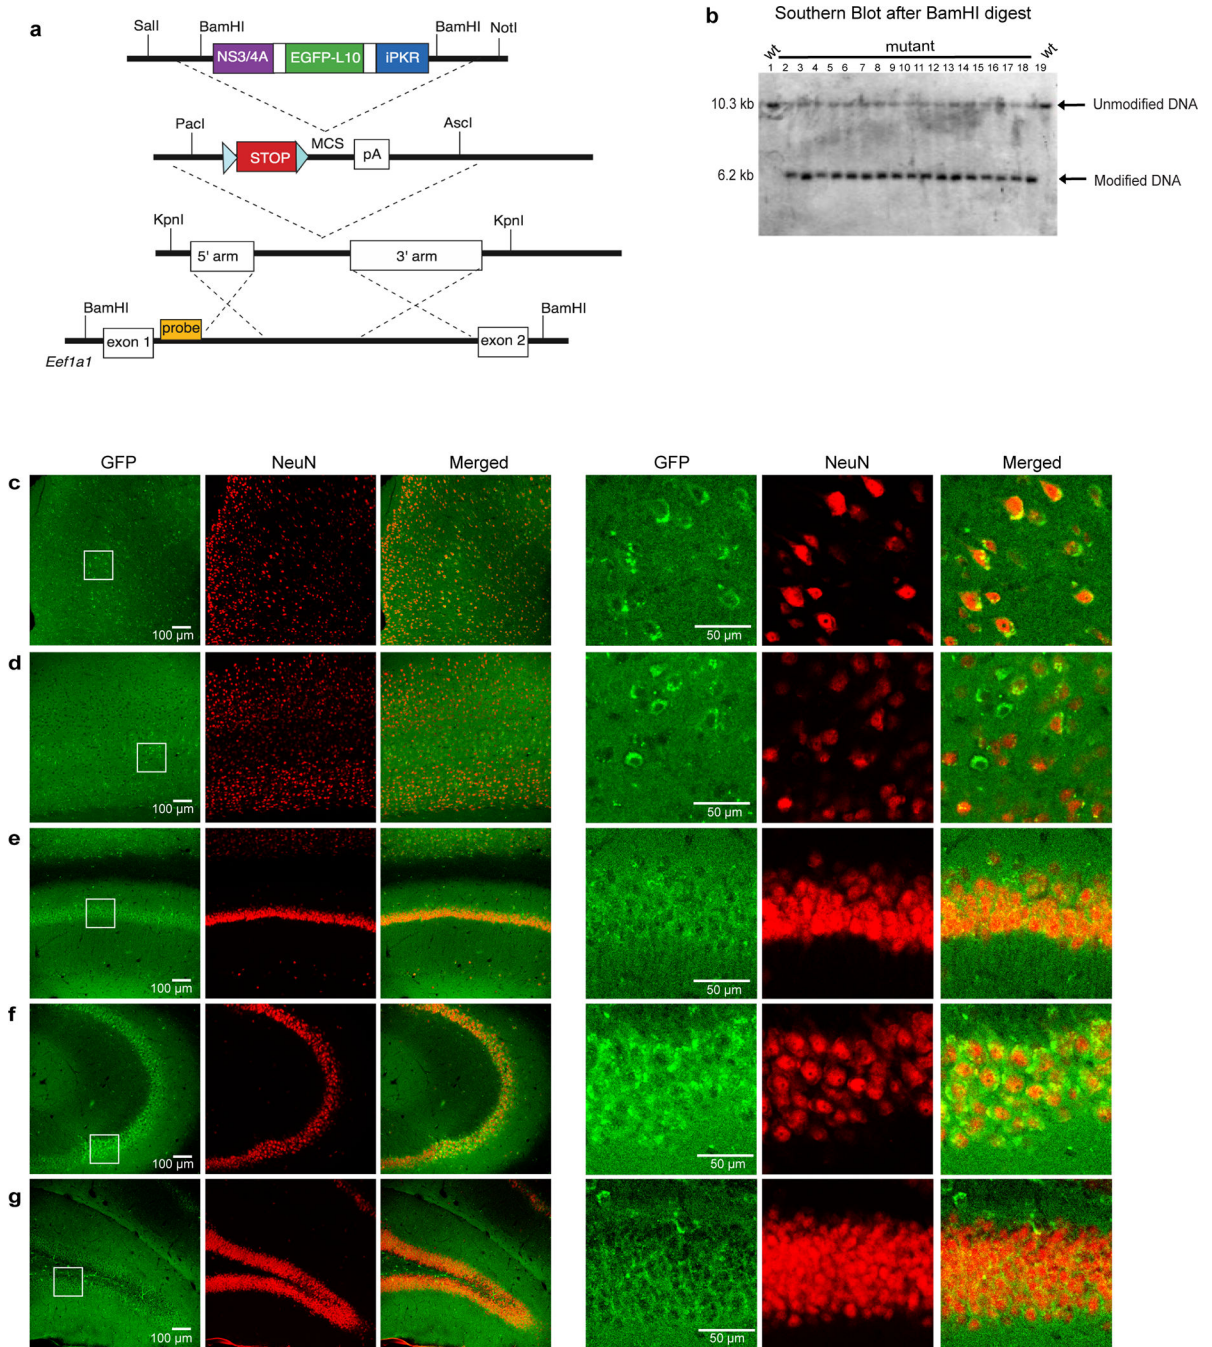 a
SalI BamHI BamHI NotI
NS3/4A EGFP-L10 iPKR
PacI MCS AscI
STOP pA
KpnI KpnI
5' arm 3' arm
BamHI probe BamHI
exon 1 exon 2
Eef1a1
b Southern Blot after BamHI digest
wt mutant wt
1 2 3 4 5 6 7 8 9 10 11 12 13 14 15 16 17 18 19
10.3 kb Unmodified DNA
6.2 kb Modified DNA
GFP NeuN Merged GFP NeuN Merged
c
100 µm 50 µm
d
100 µm 50 µm
e
100 µm 50 µm
f
100 µm 50 µm
g
100 µm 50 µm